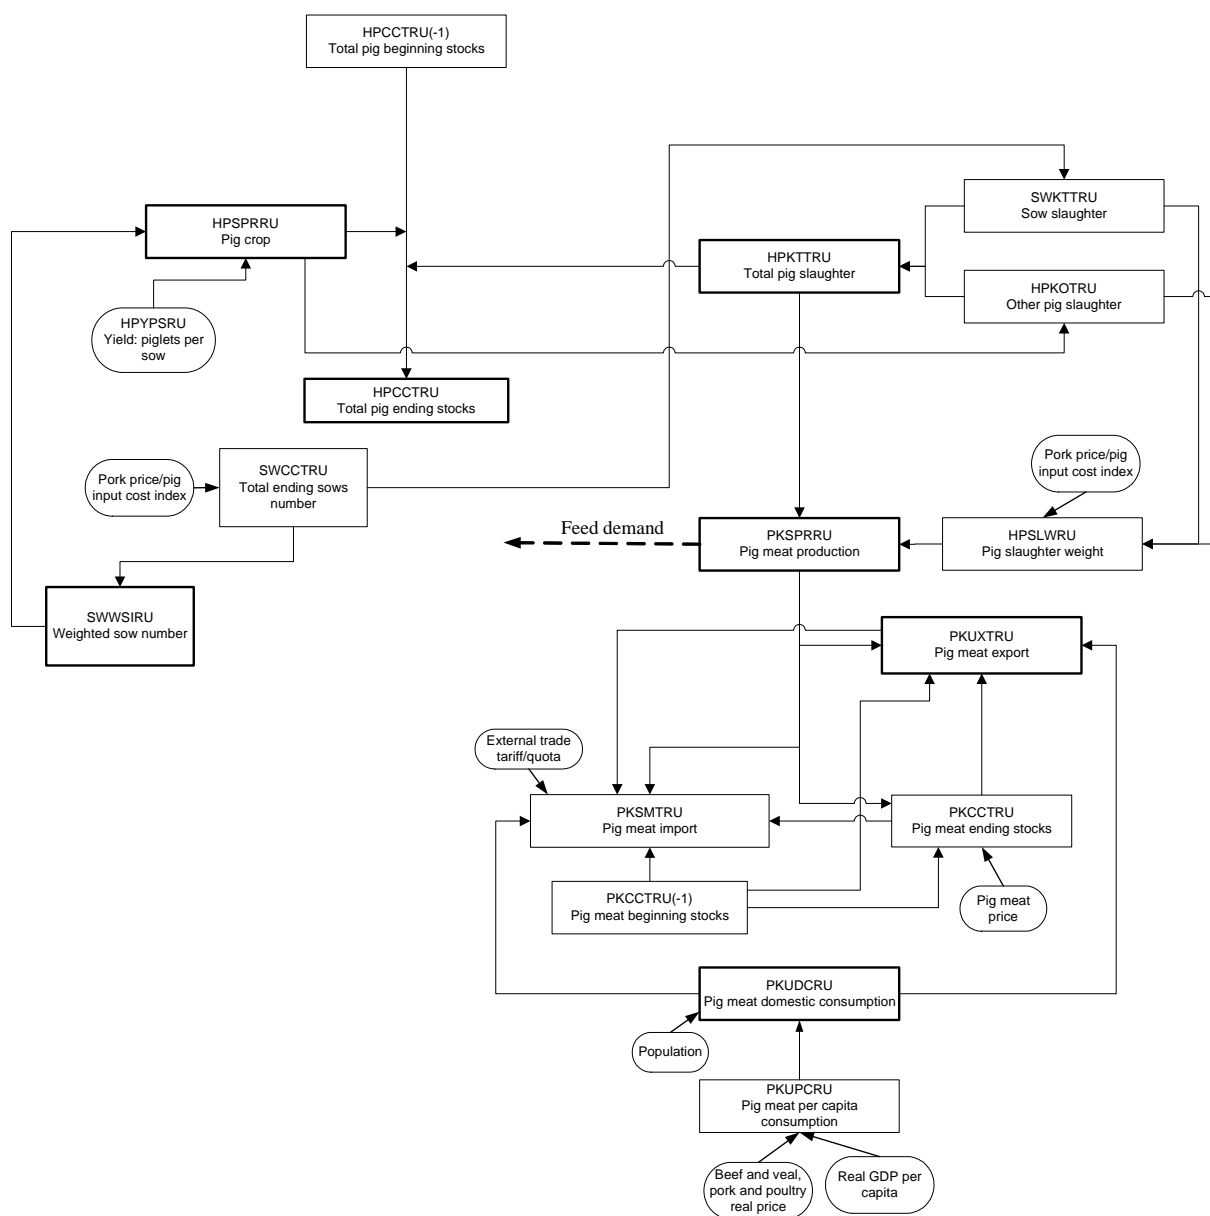 HPCCTRU(-1)
Total pig beginning stocks
SWKTTRU
Sow slaughter
HPSPRRU
Pig crop
HPKTTRU
Total pig slaughter
HPKOTRU
Other pig slaughter
HPYPSRU
Yield: piglets per
sow
HPCCTRU
Total pig ending stocks
Pork price/pig
input cost index
SWCCTRU
Total ending sows
number
Pork price/pig
input cost index
Feed demand
PKSPRRU
Pig meat production
HPSLWRU
Pig slaughter weight
SWWSIRU
Weighted sow number
PKUXTRU
Pig meat export
External trade
tariff/quota
PKSMTRU
Pig meat import
PKCCTRU
Pig meat ending stocks
PKCCTRU(-1)
Pig meat beginning stocks
Pig meat
price
PKUDCRU
Pig meat domestic consumption
Population
PKUPCRU
Pig meat per capita
consumption
Beef and veal,
pork and poultry
real price
Real GDP per
capita